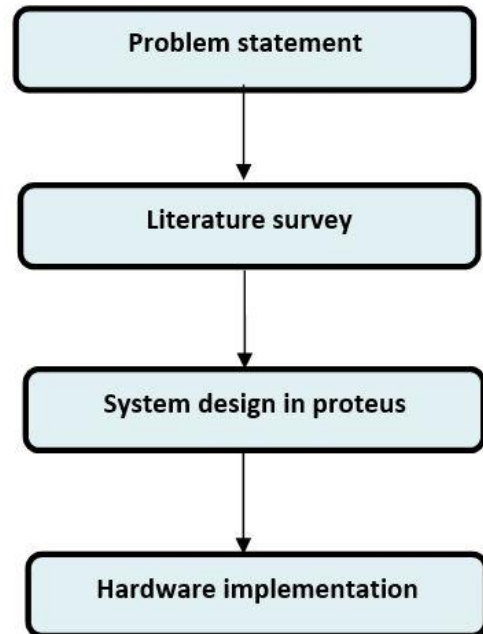 Problem statement
Literature survey
System design in proteus
Hardware implementation